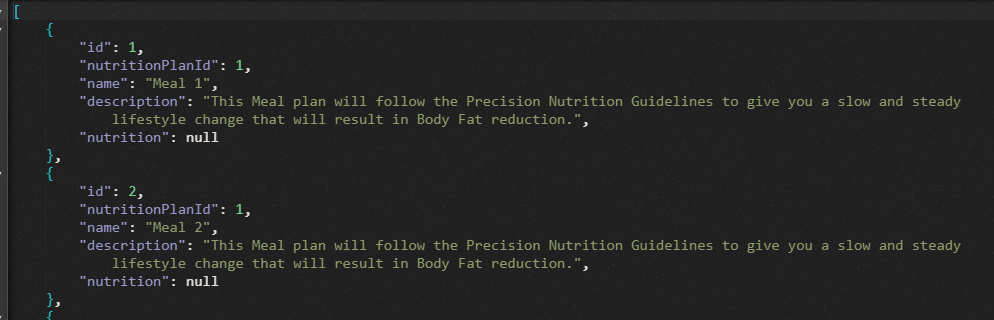 [
{
"id": 1,
"nutritionPlanId": 1,
"name": "Meal 1",
"description": "This Meal plan will follow the Precision Nutrition Guidelines to give you a slow and steady
lifestyle change that will result in Body Fat reduction.",
"nutrition": null
},
{
"id": 2,
"nutritionPlanId": 1,
"name": "Meal 2",
"description": "This Meal plan will follow the Precision Nutrition Guidelines to give you a slow and steady
lifestyle change that will result in Body Fat reduction.",
"nutrition": null
},
{